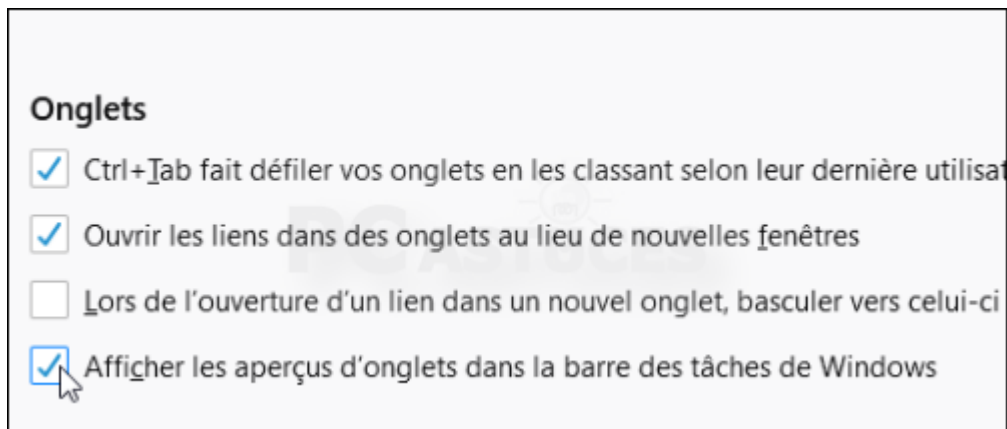 Onglets
Ctrl+Tab fait défiler vos onglets en les classant selon leur dernière utilisat
Ouvrir les liens dans des onglets au lieu de nouvelles fenêtres
PC ASTUCES
Lors de l'ouverture d'un lien dans un nouvel onglet, basculer vers celui-ci
Afficher les aperçus d'onglets dans la barre des tâches de Windows